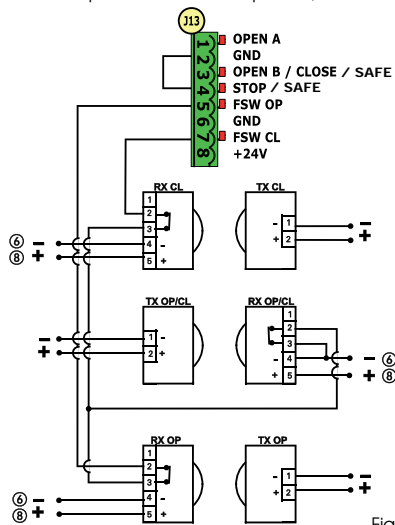 J13
1 OPEN A
2 GND
3 OPEN B / CLOSE / SAFE
4 STOP / SAFE
5 FSW OP
6 GND
7 FSW CL
8 +24V
RX CL
TX CL
1
2
3
4 -
5 +
- 1
+ 2
⑥ -
⑧ +
-
+
TX OP/CL
RX OP/CL
1 -
2 +
1
2
3
- 4
+ 5
-
+
- ⑥
+ ⑧
RX OP
TX OP
1
2
3
4 -
5 +
- 1
+ 2
⑥ -
⑧ +
-
+
Fig